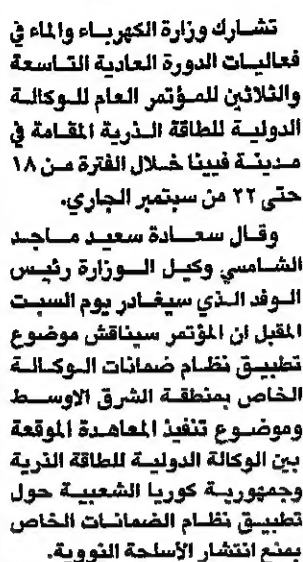 تشارك وزارة الكهرباء والماء في
فعاليات الدورة العادية التاسعة
والثلاثين للمؤتمر العام للوكالة
الدولية للطاقة الذرية المقامة في
مدينة فيينا خلال الفترة من ١٨
حتى ٢٢ من سبتمبر الجاري.
وقال سعادة سعيد ماجد
الشامسي وكيل الوزارة رئيس
الوفد الذي سيغادر يوم السبت
المقبل ان المؤتمر سيناقش موضوع
تطبيق نظام ضمانات الوكالة
الخاص بمنطقة الشرق الاوسط
وموضوع تنفيذ المعاهدة الموقعة
بين الوكالة الدولية للطاقة الذرية
وجمهورية كوريا الشعبية حول
تطبيق نظام الضمانات الخاص
بمنع انتشار الأسلحة النووية.